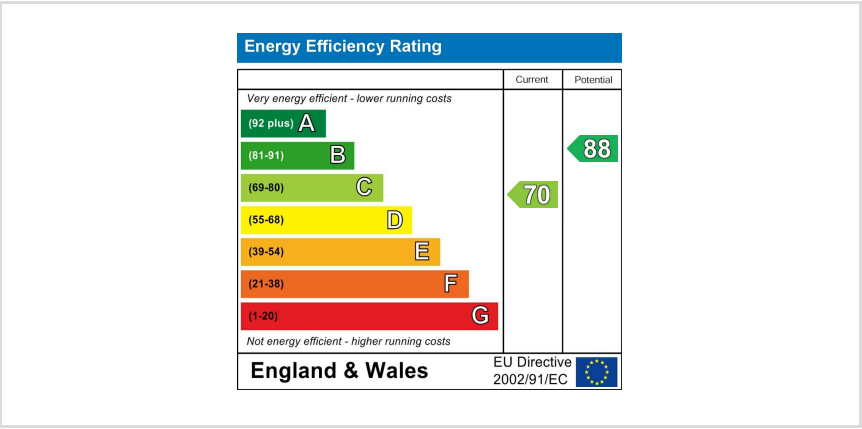 Energy Efficiency Rating
Current Potential
Very energy efficient - lower running costs
(92 plus) A
(81-91) B
88
(69-80) C
70
(55-68) D
(39-54) E
(21-38) F
(1-20) G
Not energy efficient - higher running costs
England & Wales
EU Directive
2002/91/EC